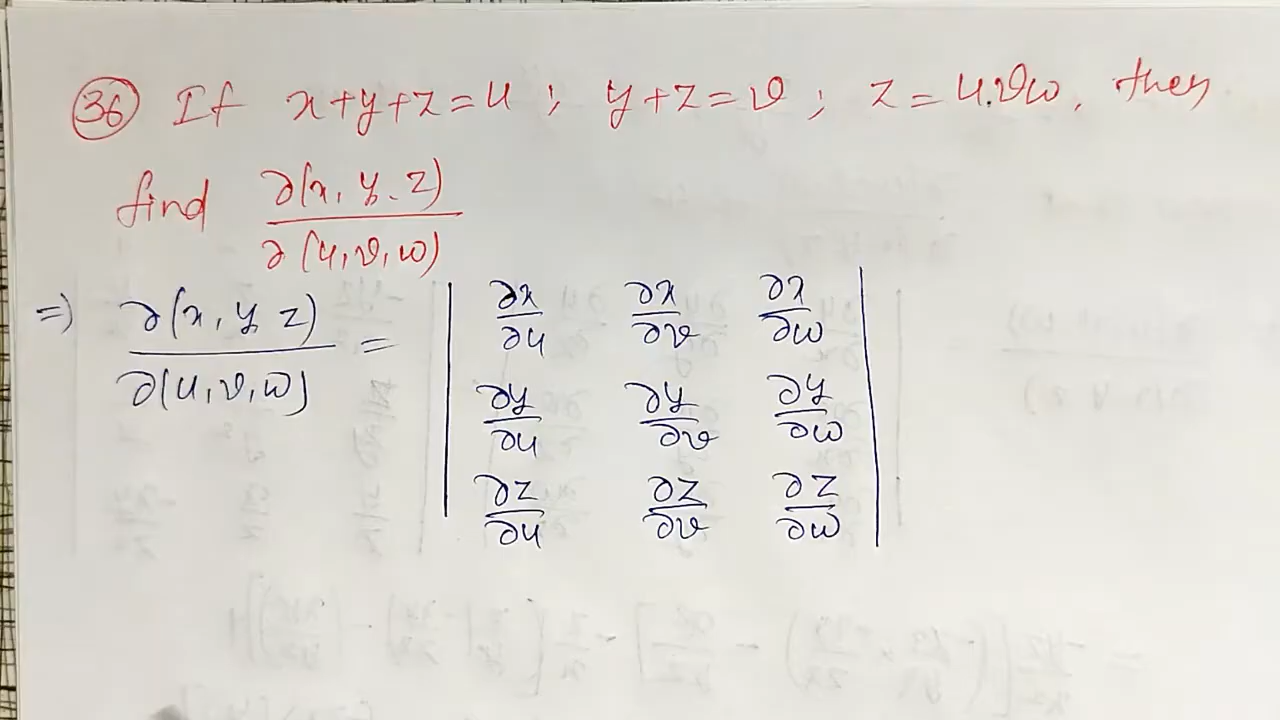 36 If x+y+z=u ; y+z=v ; z=u.vw, then
find ∂(x, y, z)/∂(u,v,w)
⇒ ∂(x, y, z)/∂(u,v,w) = | ∂x/∂u ∂x/∂v ∂x/∂w |
| ∂y/∂u ∂y/∂v ∂y/∂w |
| ∂z/∂u ∂z/∂v ∂z/∂w |